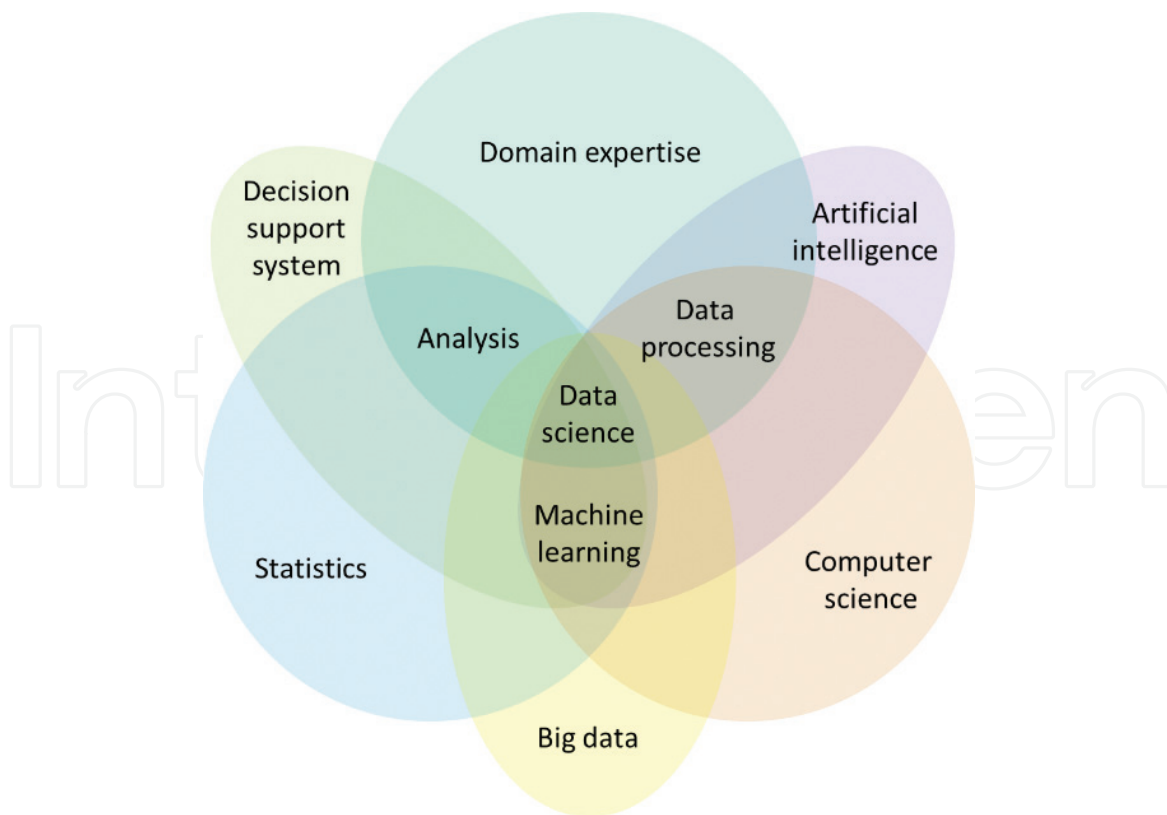 Domain expertise
Decision
support
system
Artificial
intelligence
Analysis
Data
processing
Data
science
Machine
learning
Statistics
Computer
science
Big data